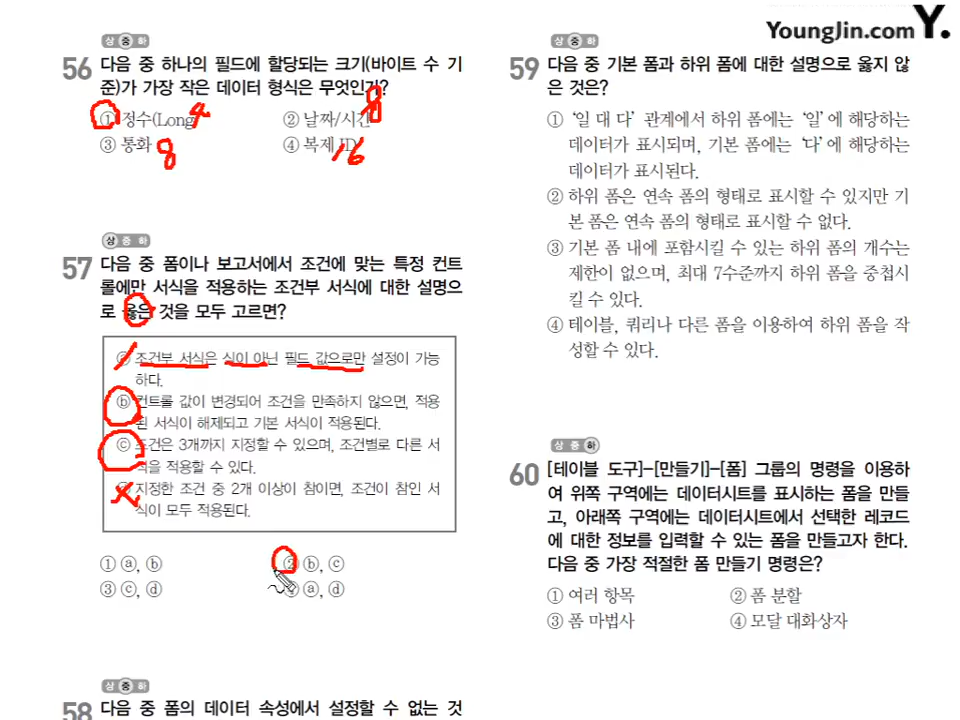 YoungJin.com Y.
상 중 하
56 다음 중 하나의 필드에 할당되는 크기(바이트 수 기
준)가 가장 작은 데이터 형식은 무엇인가?
① 정수(Long) 4 ② 날짜/시간 8
③ 통화 8 ④ 복제 ID 16
상 중 하
57 다음 중 폼이나 보고서에서 조건에 맞는 특정 컨트
롤에만 서식을 적용하는 조건부 서식에 대한 설명으
로 옳은 것을 모두 고르면?
ⓐ 조건부 서식은 식이 아닌 필드 값으로만 설정이 가능
하다.
ⓑ 컨트롤 값이 변경되어 조건을 만족하지 않으면, 적용
된 서식이 해제되고 기본 서식이 적용된다.
ⓒ 조건은 3개까지 지정할 수 있으며, 조건별로 다른 서
식을 적용할 수 있다.
ⓓ 지정한 조건 중 2개 이상이 참이면, 조건이 참인 서
식이 모두 적용된다.
① ⓐ, ⓑ ② ⓑ, ⓒ
③ ⓒ, ⓓ ④ ⓐ, ⓓ
상 중 하
58 다음 중 폼의 데이터 속성에서 설정할 수 없는 것
상 중 하
59 다음 중 기본 폼과 하위 폼에 대한 설명으로 옳지 않
은 것은?
① ‘일 대 다’ 관계에서 하위 폼에는 ‘일’에 해당하는
데이터가 표시되며, 기본 폼에는 ‘다’에 해당하는
데이터가 표시된다.
② 하위 폼은 연속 폼의 형태로 표시할 수 있지만 기
본 폼은 연속 폼의 형태로 표시할 수 없다.
③ 기본 폼 내에 포함시킬 수 있는 하위 폼의 개수는
제한이 없으며, 최대 7수준까지 하위 폼을 중첩시
킬 수 있다.
④ 테이블, 쿼리나 다른 폼을 이용하여 하위 폼을 작
성할 수 있다.
상 중 하
60 [테이블 도구]-[만들기]-[폼] 그룹의 명령을 이용하
여 위쪽 구역에는 데이터시트를 표시하는 폼을 만들
고, 아래쪽 구역에는 데이터시트에서 선택한 레코드
에 대한 정보를 입력할 수 있는 폼을 만들고자 한다.
다음 중 가장 적절한 폼 만들기 명령은?
① 여러 항목 ② 폼 분할
③ 폼 마법사 ④ 모달 대화상자